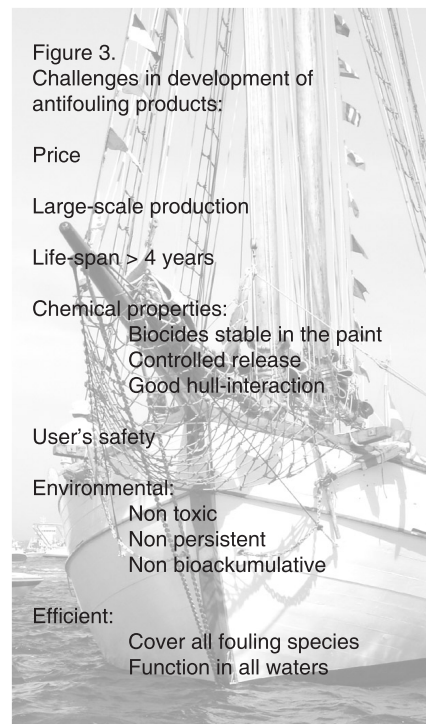 Figure 3.
Challenges in development of
antifouling products:
Price
Large-scale production
Life-span > 4 years
Chemical properties:
Biocides stable in the paint
Controlled release
Good hull-interaction
User's safety
Environmental:
Non toxic
Non persistent
Non bioackumulative
Efficient:
Cover all fouling species
Function in all waters